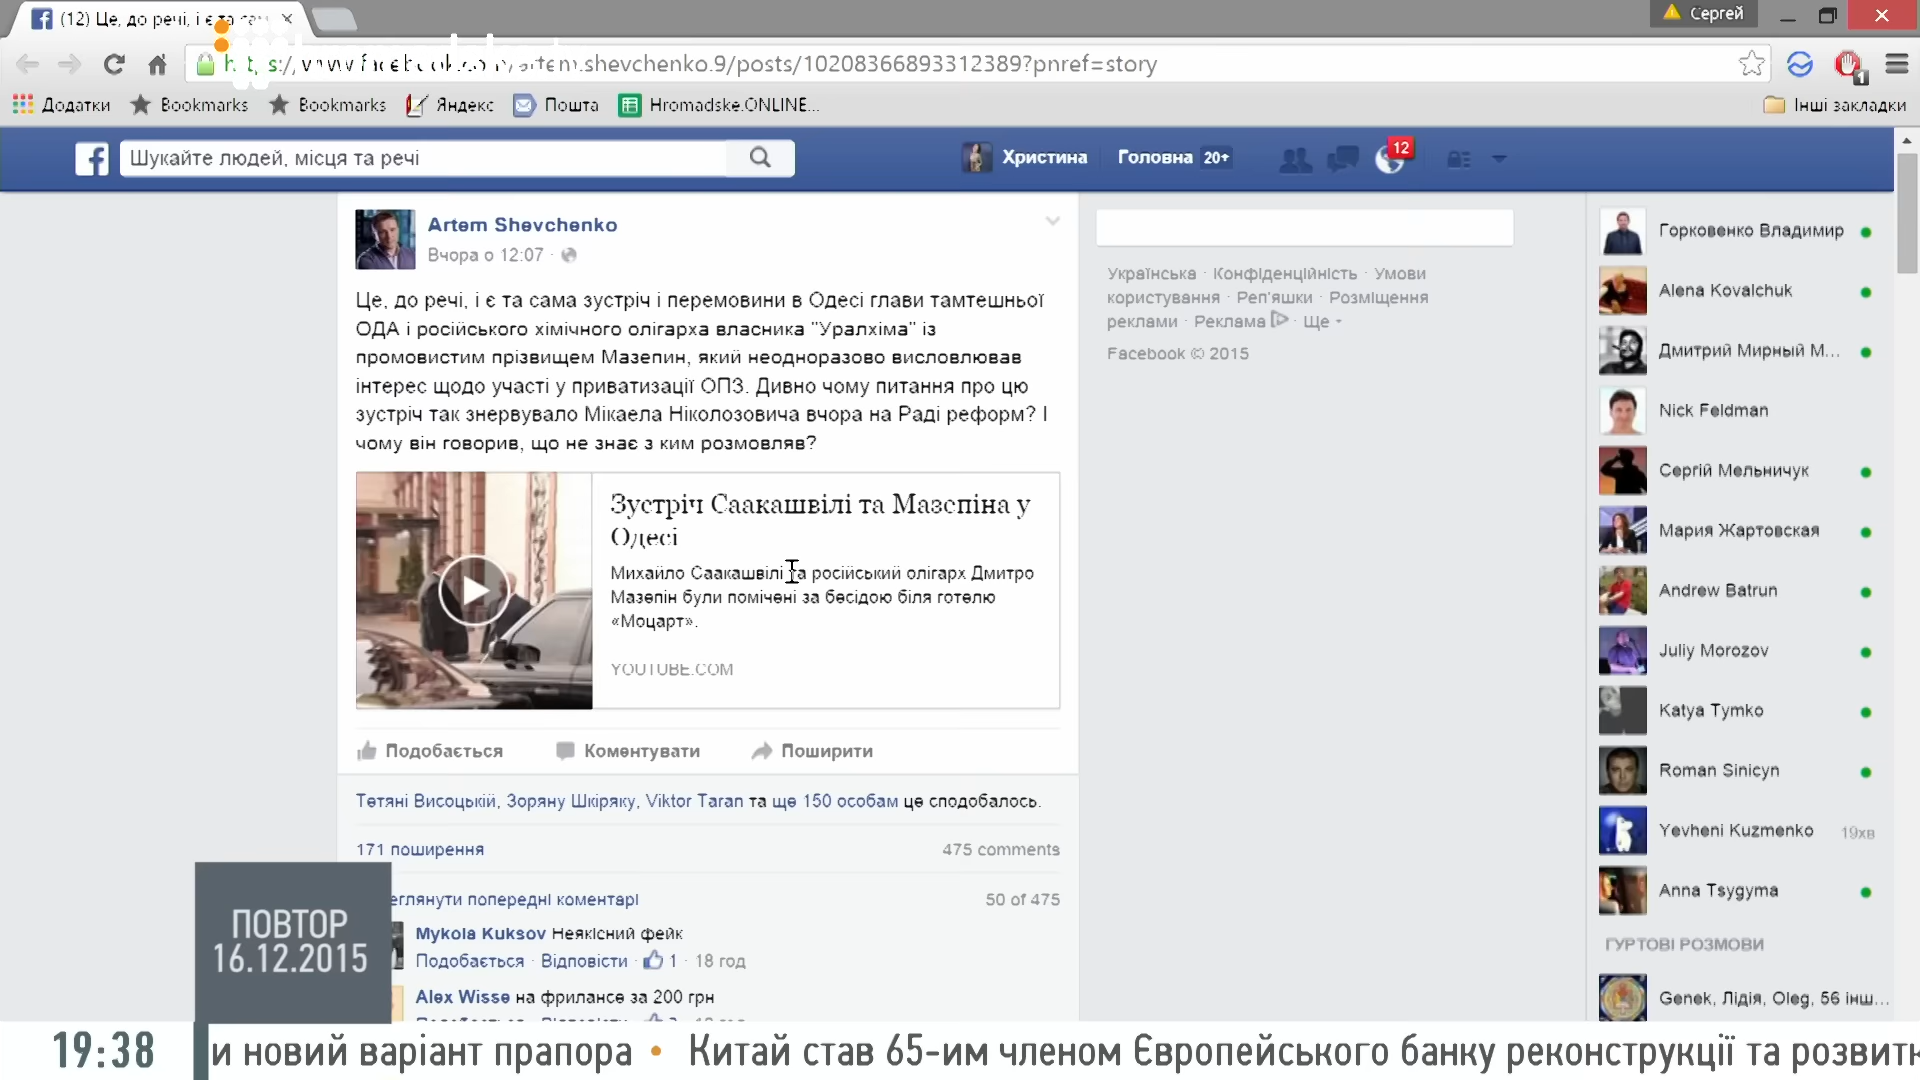 (12) Це, до речі, і є та сам
Сергей
www.facebook.com/artem.shevchenko.9/posts/10208366893312389?pnref=story
1
Додатки
Bookmarks
Bookmarks
Яндекс
Пошта
Hromadske.ONLINE...
Інші закладки
Шукайте людей, місця та речі
Христина
Головна 20+
12
Artem Shevchenko
Вчора о 12:07
Це, до речі, і є та сама зустріч і перемовини в Одесі глави тамтешньої
ОДА і російського хімічного олігарха власника "Уралхіма" із
промовистим прізвищем Мазепин, який неодноразово висловлював
інтерес щодо участі у приватизації ОПЗ. Дивно чому питання про цю
зустріч так знервувало Мікаела Ніколозовича вчора на Раді реформ? І
чому він говорив, що не знає з ким розмовляв?
Зустріч Саакашвілі та Мазепіна у
Одесі
Михайло Саакашвілі та російський олігарх Дмитро
Мазепін були помічені за бесідою біля готелю
«Моцарт».
YOUTUBE.COM
Подобається
Коментувати
Поширити
Тетяні Висоцькій, Зоряну Шкіряку, Viktor Taran та ще 150 особам це сподобалось.
171 поширення
475 comments
еглянути попередні коментарі
50 of 475
Mykola Kuksov Неякісний фейк
Подобається · Відповісти · 1 · 18 год
Alex Wisse на фрилансе за 200 грн
Українська · Конфіденційність · Умови
користування · Реп'яшки · Розміщення
реклами · Реклама · Ще
Facebook © 2015
Горковенко Владимир
Alena Kovalchuk
Дмитрий Мирный М...
Nick Feldman
Сергій Мельничук
Мария Жартовская
Andrew Batrun
Juliy Morozov
Katya Tymko
Roman Sinicyn
Yevheni Kuzmenko 19хв
Anna Tsygyma
ГУРТОВІ РОЗМОВИ
Genek, Лідія, Oleg, 56 інш...
ПОВТОР
16.12.2015
19:38
и новий варіант прапора • Китай став 65-им членом Європейського банку реконструкції та розвитк